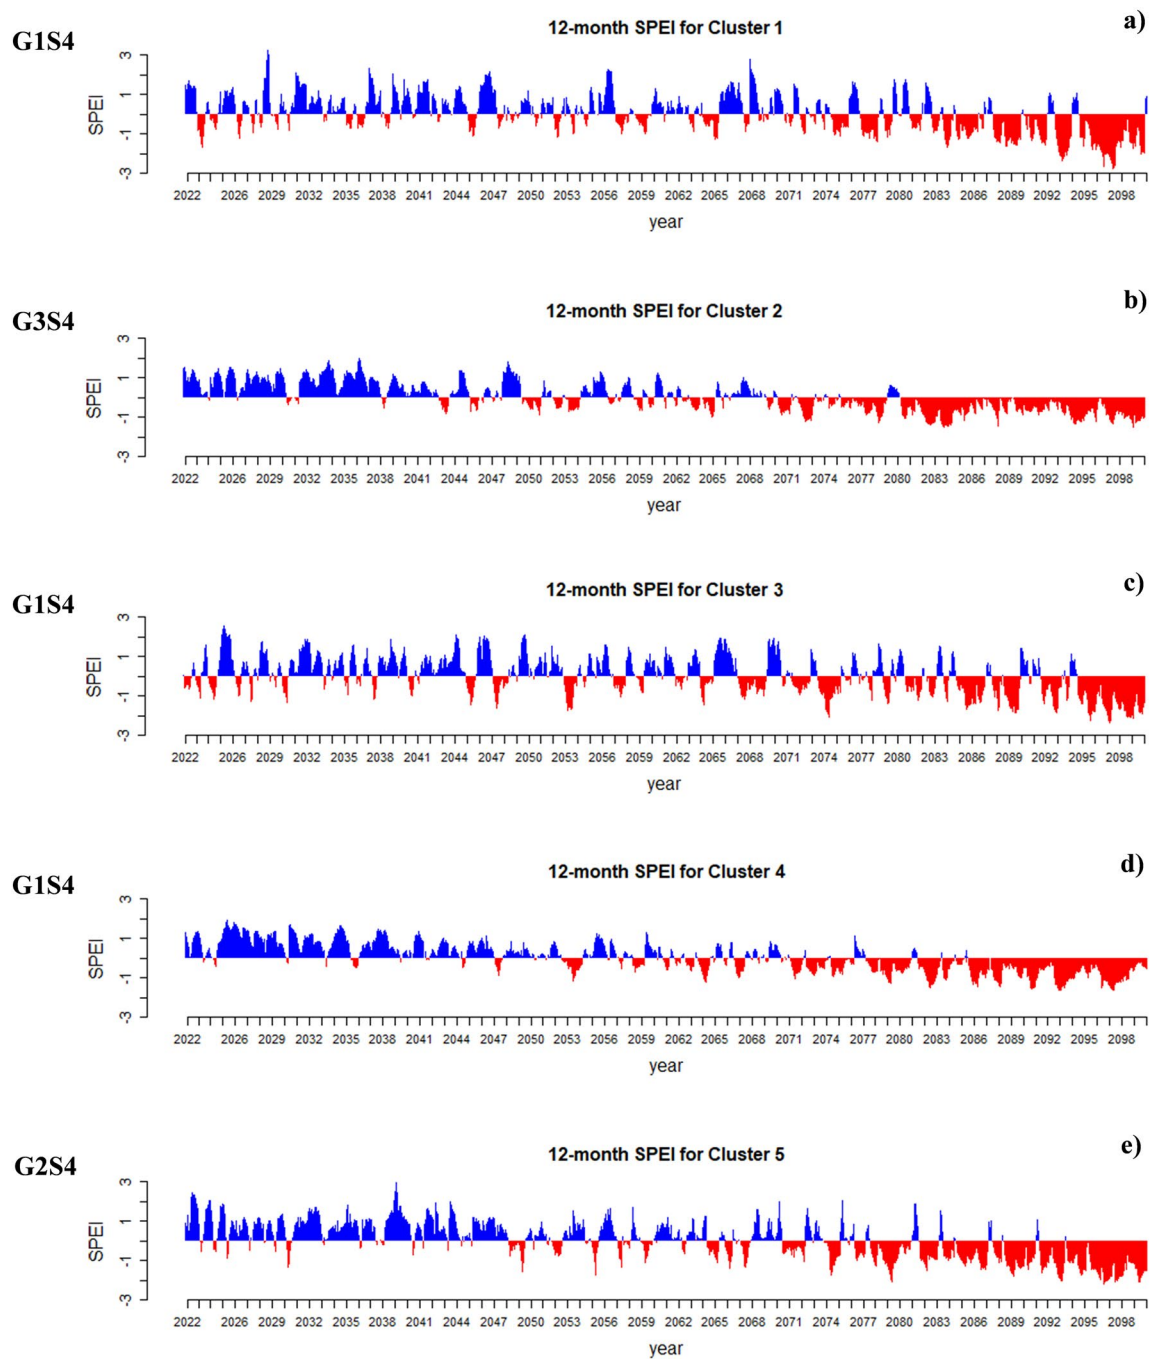 12-month SPEI for Cluster 1
a)
G1S4
SPEI
3
1
-1
-3
2022 2026 2029 2032 2035 2038 2041 2044 2047 2050 2053 2056 2059 2062 2065 2068 2071 2074 2077 2080 2083 2086 2089 2092 2095 2098
year
12-month SPEI for Cluster 2
b)
G3S4
SPEI
3
1
-1
-3
2022 2026 2029 2032 2035 2038 2041 2044 2047 2050 2053 2056 2059 2062 2065 2068 2071 2074 2077 2080 2083 2086 2089 2092 2095 2098
year
12-month SPEI for Cluster 3
c)
G1S4
SPEI
3
1
-1
-3
2022 2026 2029 2032 2035 2038 2041 2044 2047 2050 2053 2056 2059 2062 2065 2068 2071 2074 2077 2080 2083 2086 2089 2092 2095 2098
year
12-month SPEI for Cluster 4
d)
G1S4
SPEI
3
1
-1
-3
2022 2026 2029 2032 2035 2038 2041 2044 2047 2050 2053 2056 2059 2062 2065 2068 2071 2074 2077 2080 2083 2086 2089 2092 2095 2098
year
12-month SPEI for Cluster 5
e)
G2S4
SPEI
3
1
-1
-3
2022 2026 2029 2032 2035 2038 2041 2044 2047 2050 2053 2056 2059 2062 2065 2068 2071 2074 2077 2080 2083 2086 2089 2092 2095 2098
year